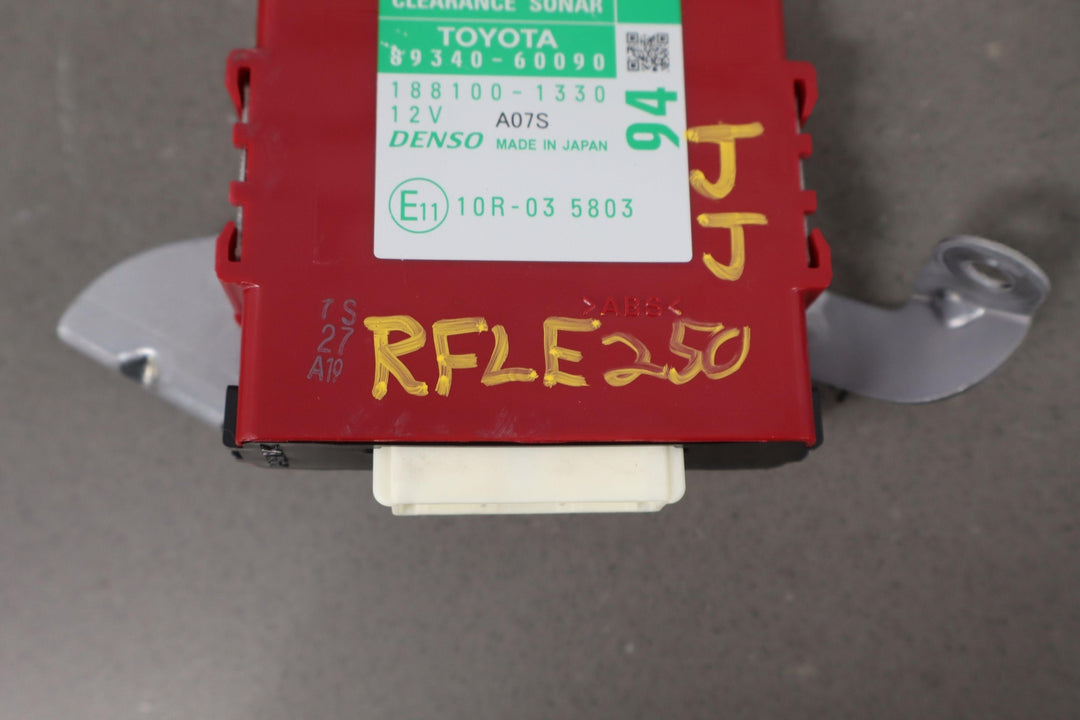 CLEARANCE SONAR
TOYOTA
89340-60090
188100-1330
12V A07S
94
DENSO MADE IN JAPAN
E11 10R-03 5803
JJ
>ABS<
27
A19
RFLE250